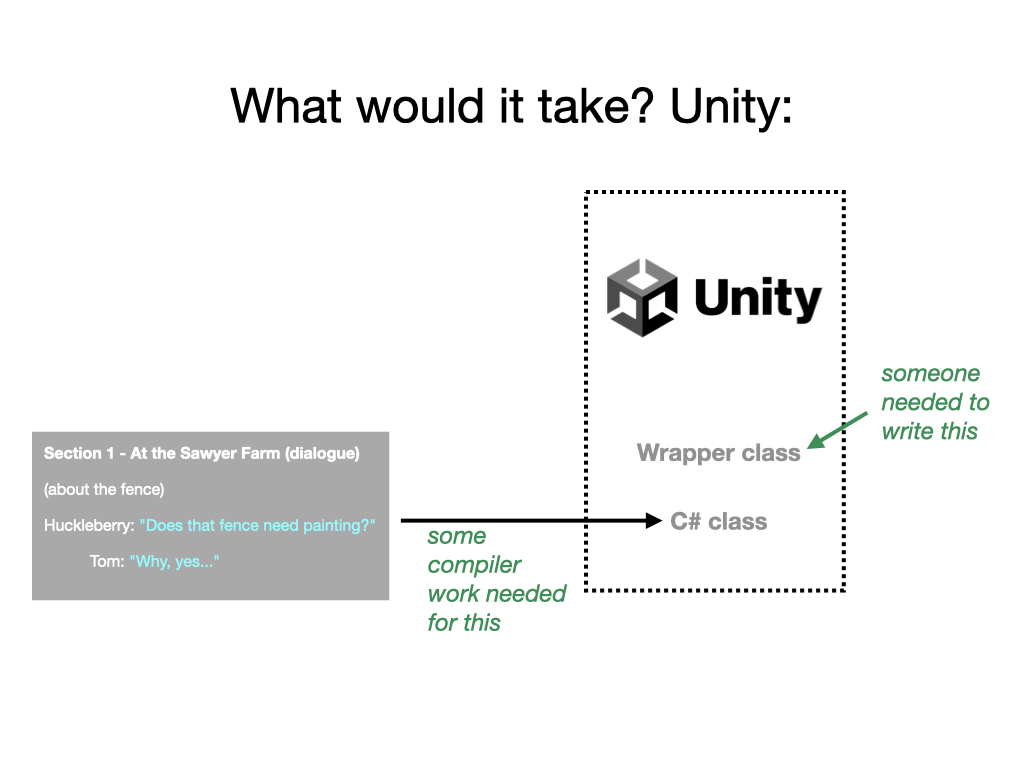 What would it take? Unity:
Unity
someone
needed to
write this
Wrapper class
Section 1 - At the Sawyer Farm (dialogue)
(about the fence)
Huckleberry: "Does that fence need painting?"
Tom: "Why, yes..."
C# class
some
compiler
work needed
for this